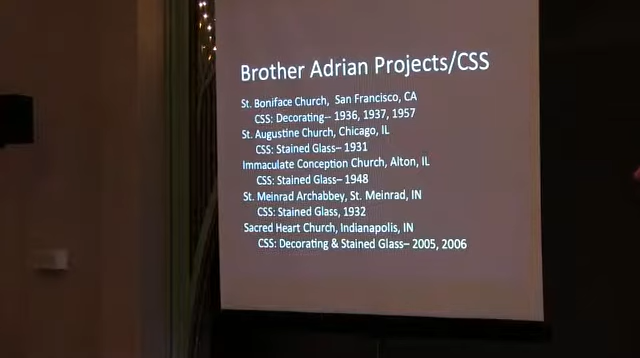 Brother Adrian Projects/CSS
St. Boniface Church, San Francisco, CA
CSS: Decorating-- 1936, 1937, 1957
St. Augustine Church, Chicago, IL
CSS: Stained Glass– 1931
Immaculate Conception Church, Alton, IL
CSS: Stained Glass– 1948
St. Meinrad Archabbey, St. Meinrad, IN
CSS: Stained Glass, 1932
Sacred Heart Church, Indianapolis, IN
CSS: Decorating & Stained Glass– 2005, 2006